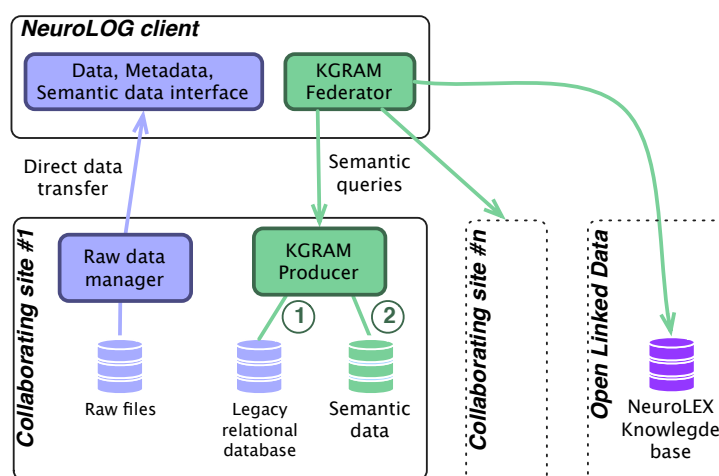 NeuroLOG client
Data, Metadata,
Semantic data interface
KGRAM
Federator
Direct data
transfer
Semantic
queries
Collaborating site #1
Raw data
manager
KGRAM
Producer
1
2
Raw files
Legacy
relational
database
Semantic
data
Collaborating site #n
Open Linked Data
NeuroLEX
Knowlegde
base